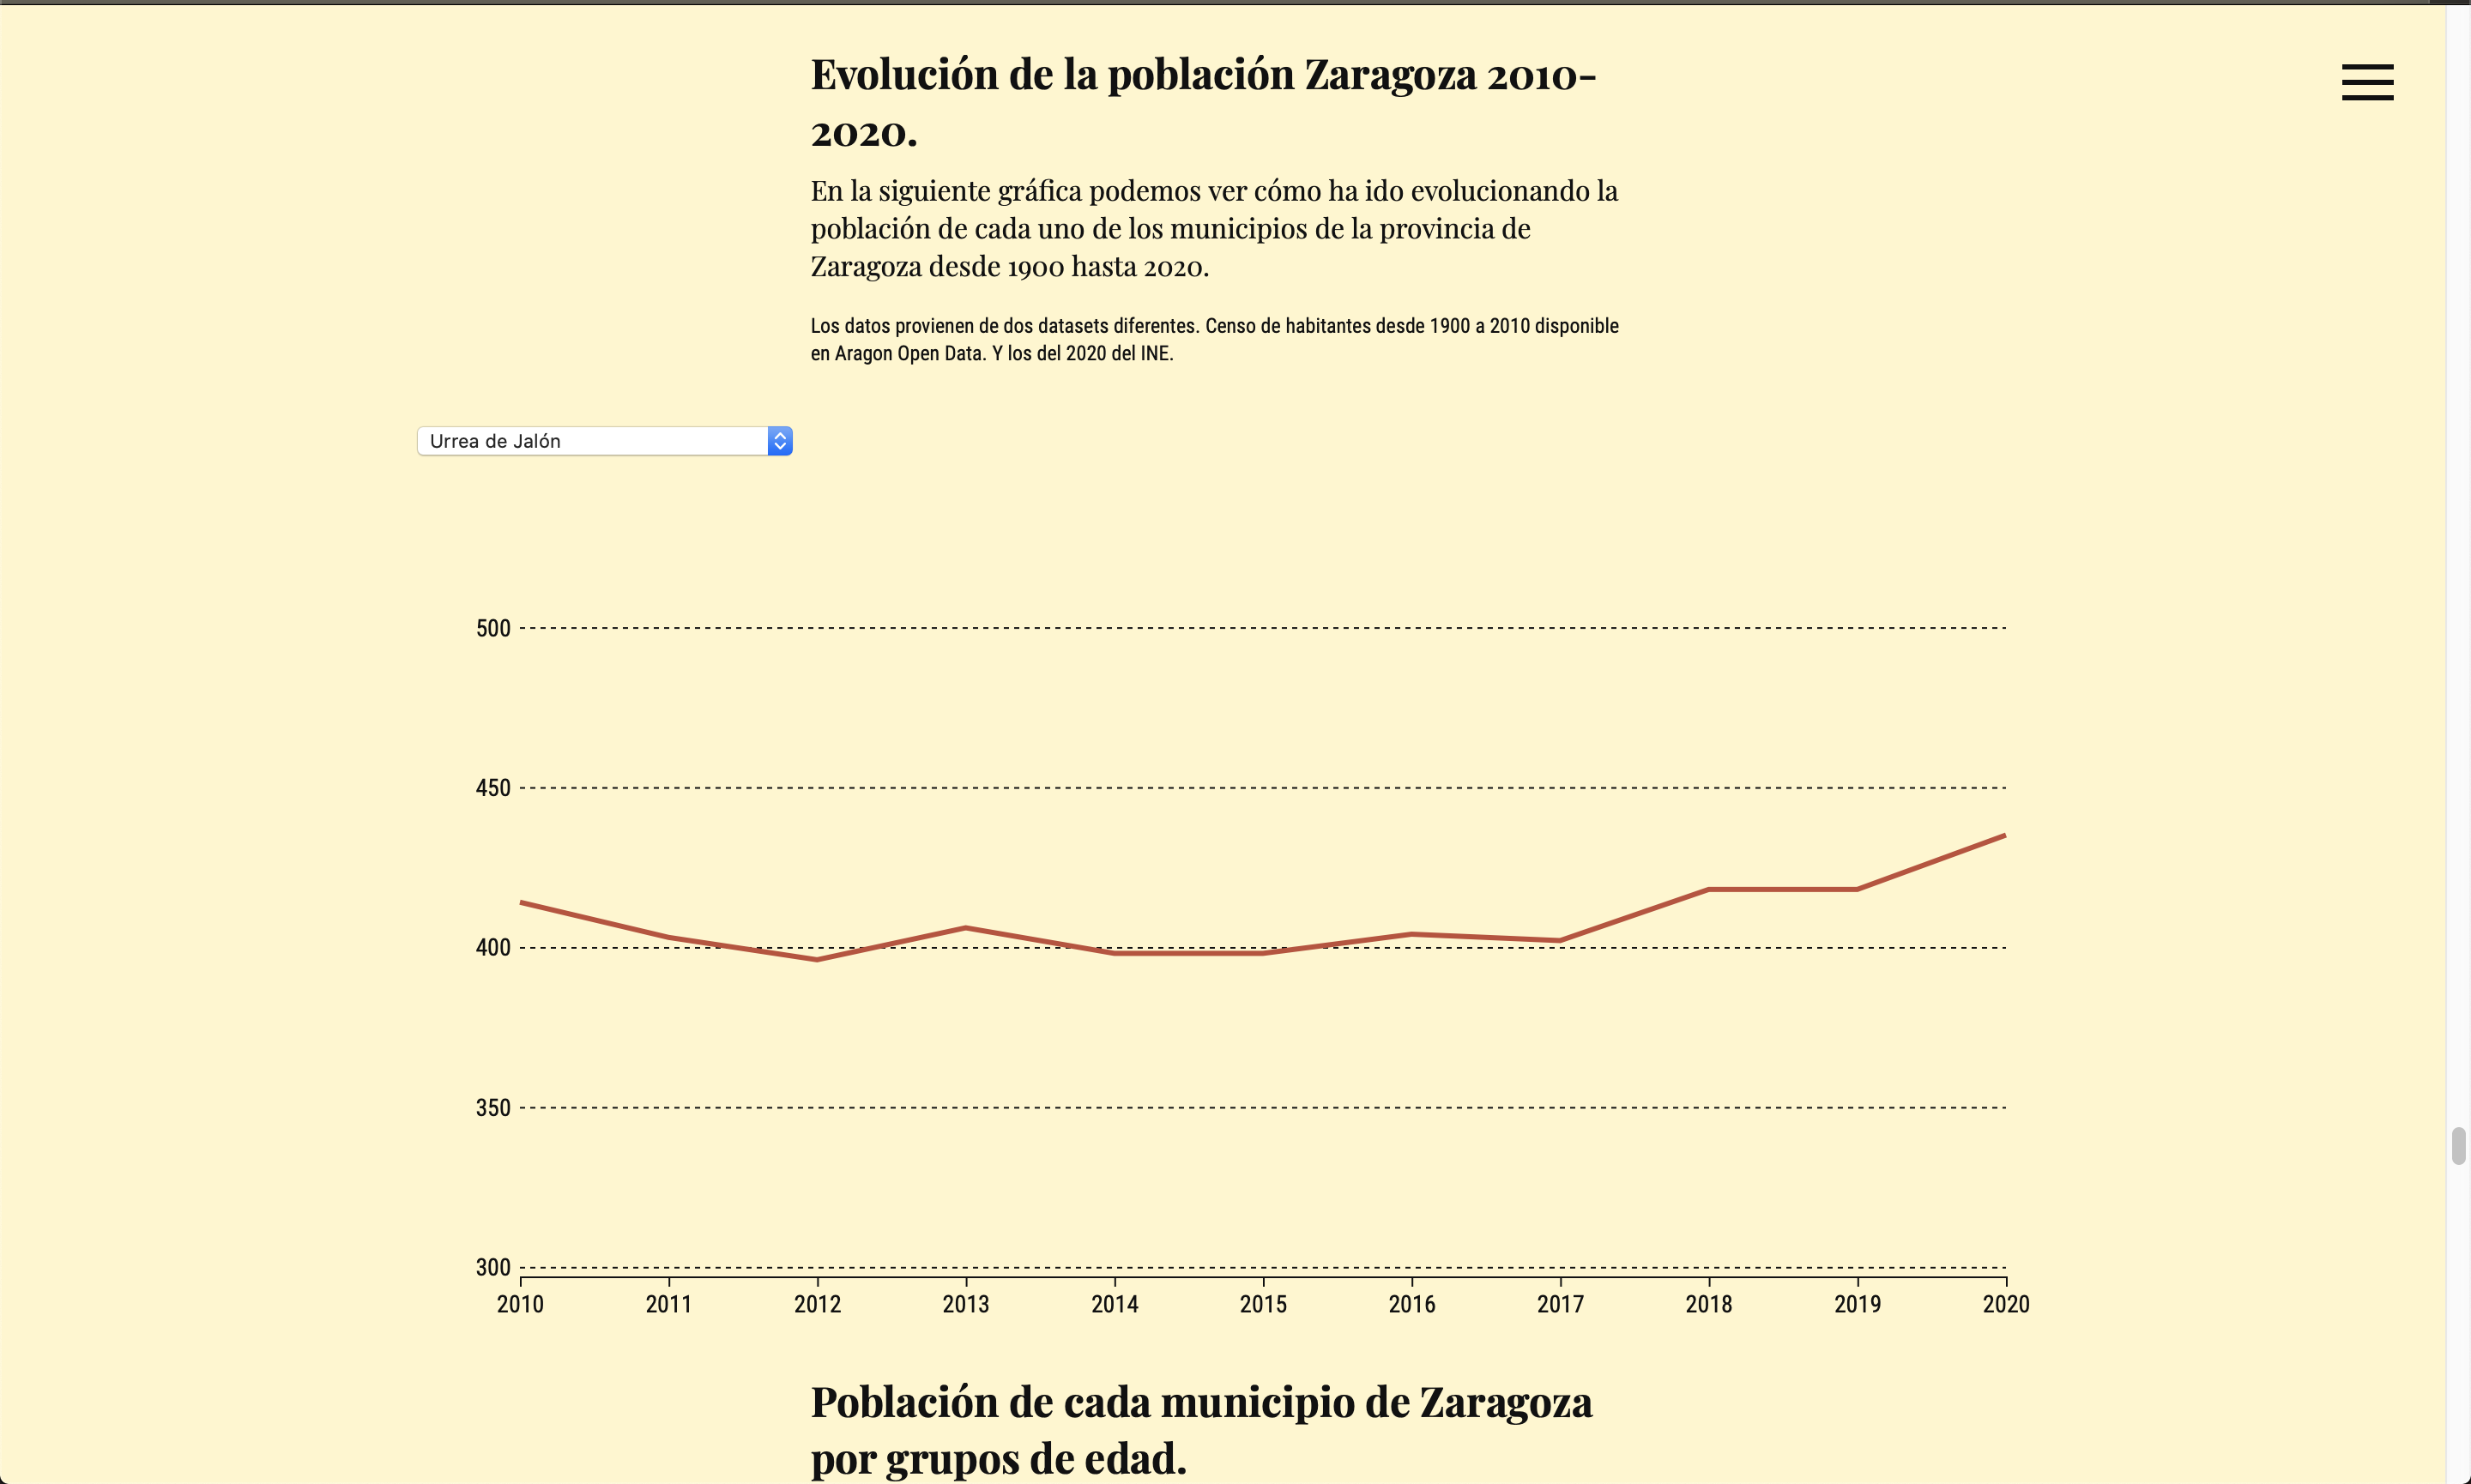 Evolución de la población Zaragoza 2010-
2020.
En la siguiente gráfica podemos ver cómo ha ido evolucionando la
población de cada uno de los municipios de la provincia de
Zaragoza desde 1900 hasta 2020.
Los datos provienen de dos datasets diferentes. Censo de habitantes desde 1900 a 2010 disponible
en Aragon Open Data. Y los del 2020 del INE.
Urrea de Jalón
500
450
400
350
300
2010 2011 2012 2013 2014 2015 2016 2017 2018 2019 2020
Población de cada municipio de Zaragoza
por grupos de edad.